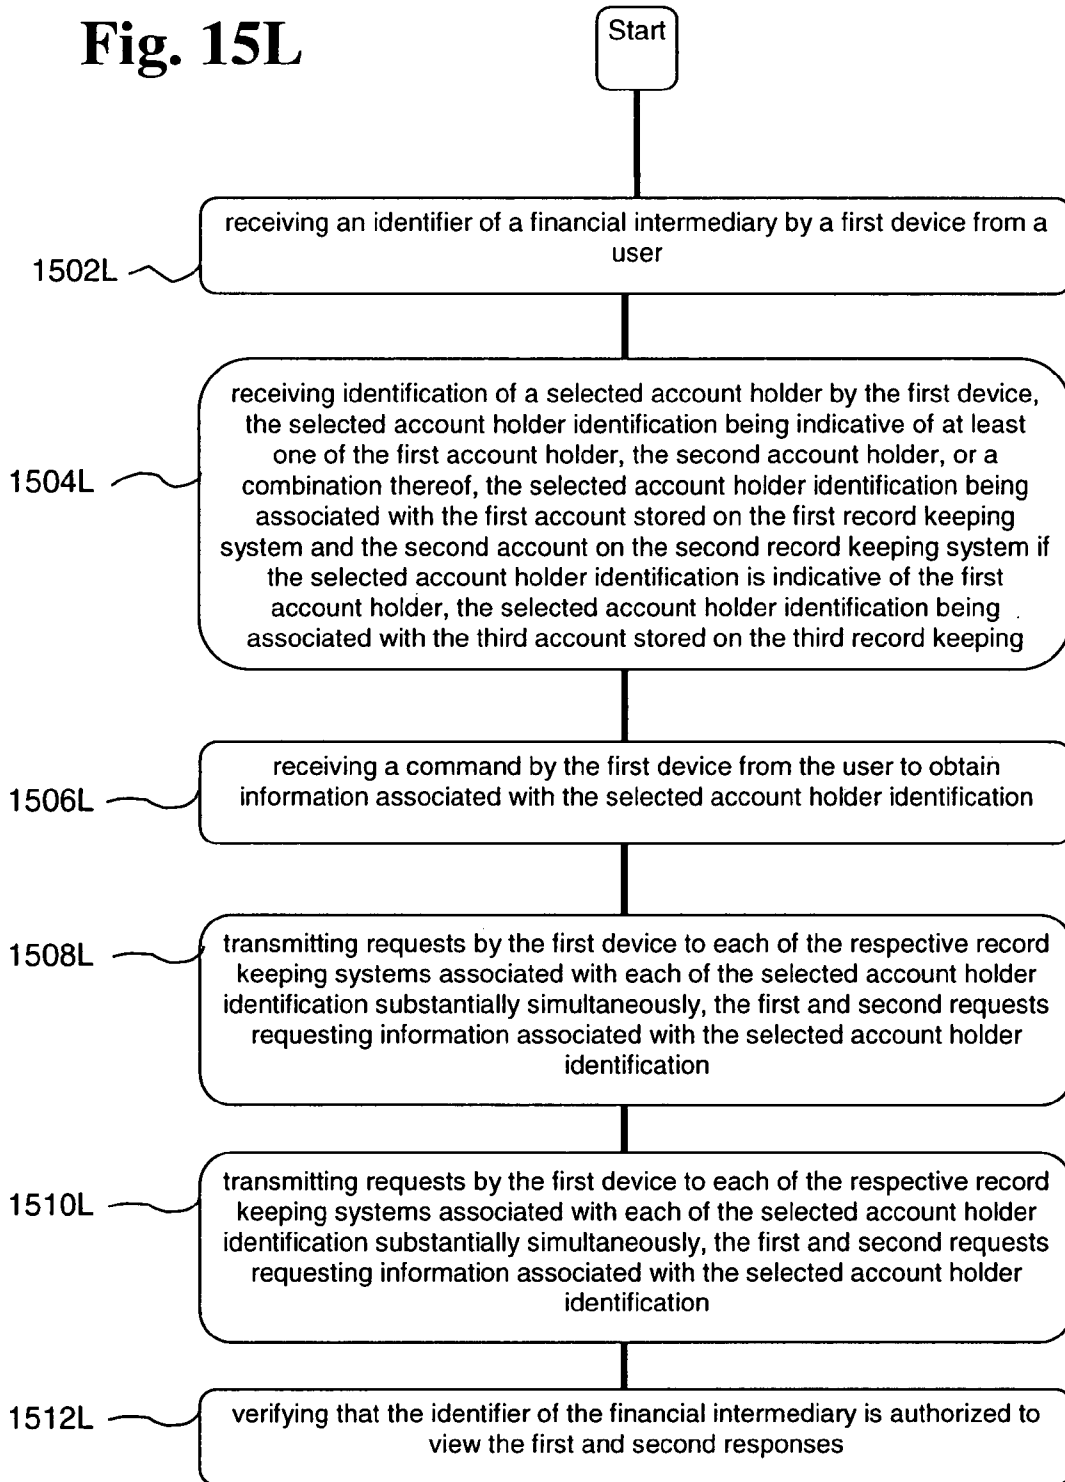 Fig. 15L
Start
receiving an identifier of a financial intermediary by a first device from a
user
1502L
receiving identification of a selected account holder by the first device,
the selected account holder identification being indicative of at least
one of the first account holder, the second account holder, or a
combination thereof, the selected account holder identification being
associated with the first account stored on the first record keeping
system and the second account on the second record keeping system if
the selected account holder identification is indicative of the first
account holder, the selected account holder identification being
associated with the third account stored on the third record keeping
1504L
receiving a command by the first device from the user to obtain
information associated with the selected account holder identification
1506L
transmitting requests by the first device to each of the respective record
keeping systems associated with each of the selected account holder
identification substantially simultaneously, the first and second requests
requesting information associated with the selected account holder
identification
1508L
transmitting requests by the first device to each of the respective record
keeping systems associated with each of the selected account holder
identification substantially simultaneously, the first and second requests
requesting information associated with the selected account holder
identification
1510L
verifying that the identifier of the financial intermediary is authorized to
view the first and second responses
1512L